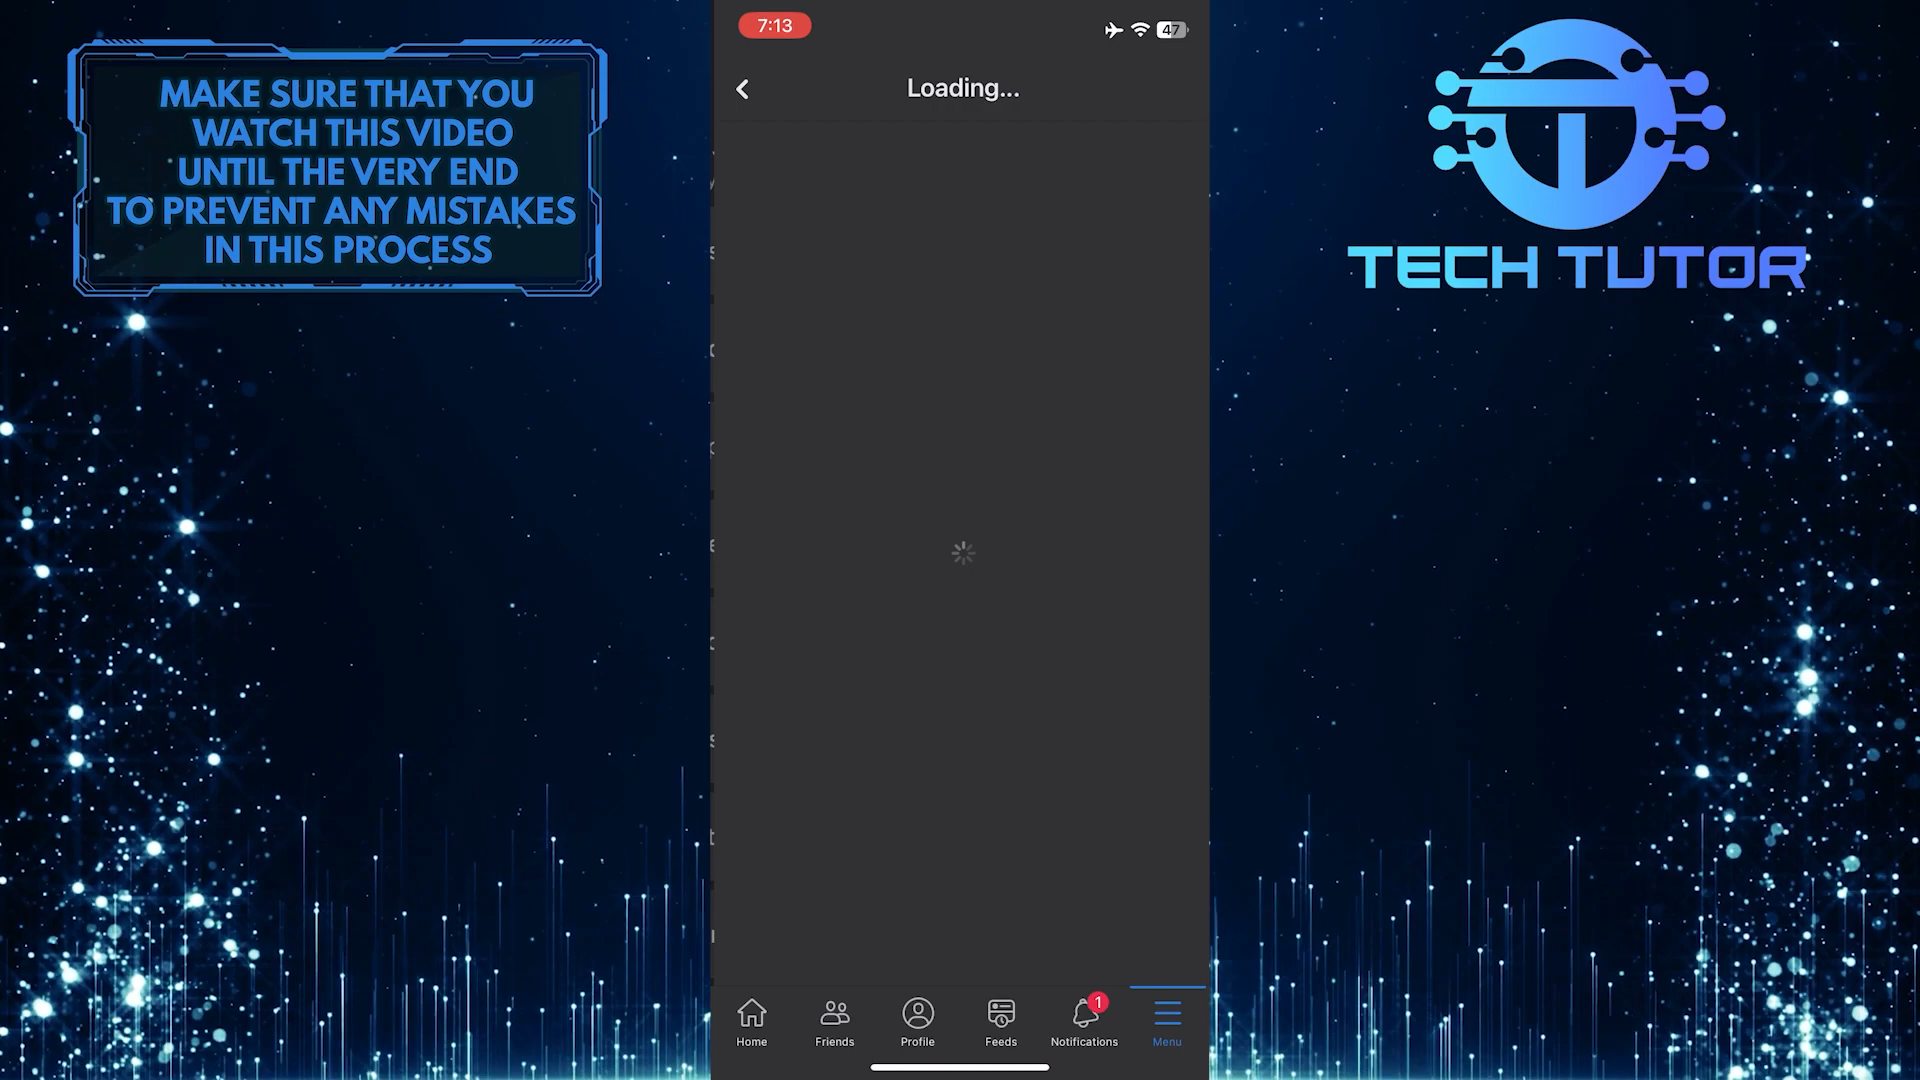 MAKE SURE THAT YOU
WATCH THIS VIDEO
UNTIL THE VERY END
TO PREVENT ANY MISTAKES
IN THIS PROCESS
7:13
47
Loading...
TECH TUTOR
1
Home
Friends
Profile
Feeds
Notifications
Menu